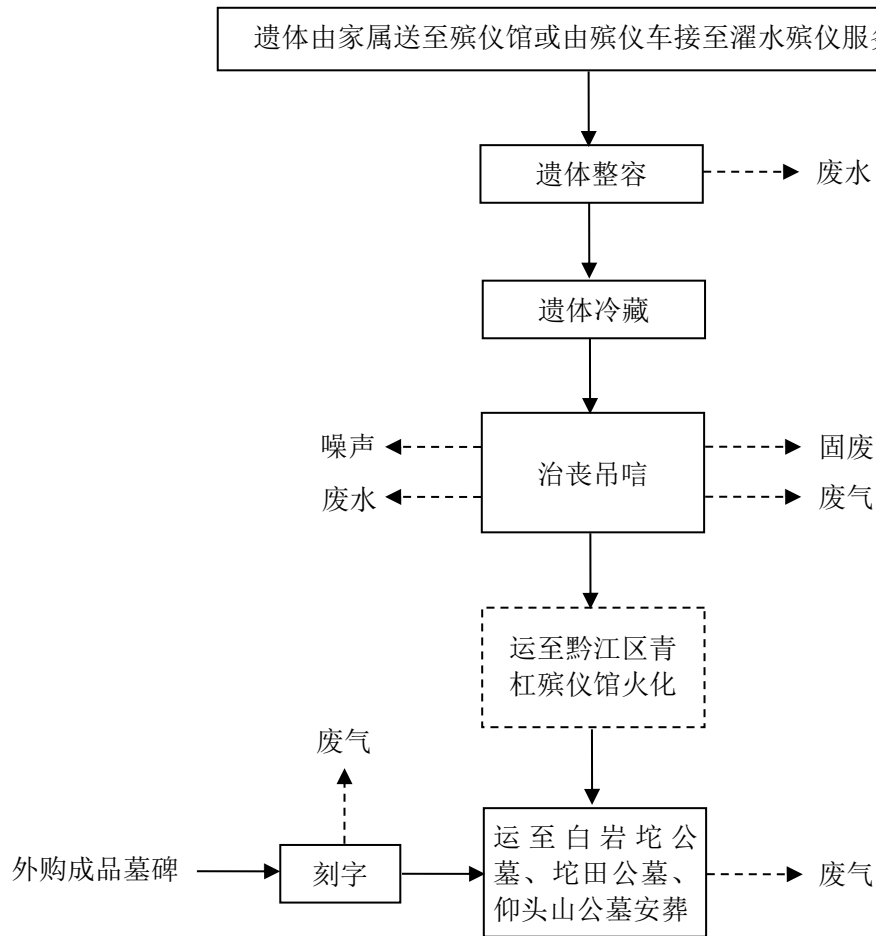 遗体由家属送至殡仪馆或由殡仪车接至濯水殡仪服务
遗体整容
废水
遗体冷藏
噪声
固废
治丧吊唁
废水
废气
运至黔江区青
杠殡仪馆火化
废气
运至白岩坨公
墓、坨田公墓、
仰头山公墓安葬
外购成品墓碑
刻字
废气